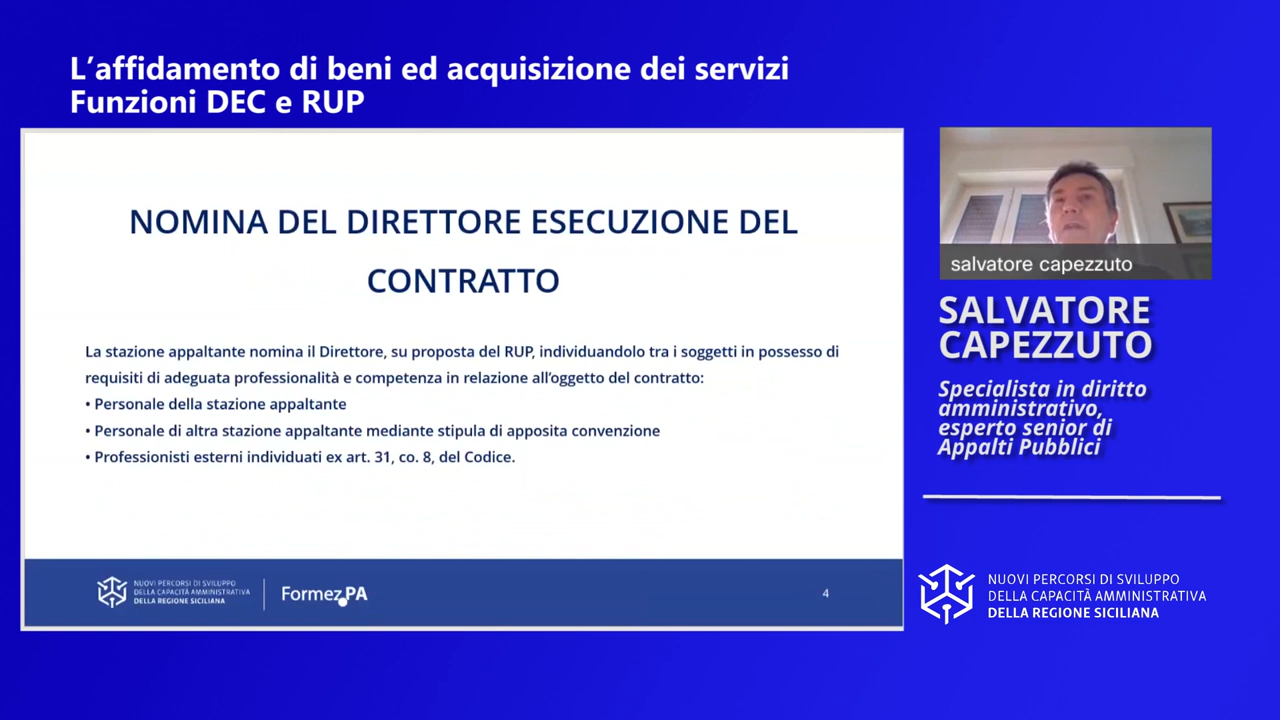 L'affidamento di beni ed acquisizione dei servizi
Funzioni DEC e RUP
NOMINA DEL DIRETTORE ESECUZIONE DEL
CONTRATTO
La stazione appaltante nomina il Direttore, su proposta del RUP, individuandolo tra i soggetti in possesso di
requisiti di adeguata professionalità e competenza in relazione all'oggetto del contratto:
• Personale della stazione appaltante
• Personale di altra stazione appaltante mediante stipula di apposita convenzione
• Professionisti esterni individuati ex art. 31, co. 8, del Codice.
NUOVI PERCORSI DI SVILUPPO
DELLA CAPACITÀ AMMINISTRATIVA
DELLA REGIONE SICILIANA
Formez PA
4
salvatore capezzuto
SALVATORE
CAPEZZUTO
Specialista in diritto
amministrativo,
esperto senior di
Appalti Pubblici
NUOVI PERCORSI DI SVILUPPO
DELLA CAPACITÀ AMMINISTRATIVA
DELLA REGIONE SICILIANA